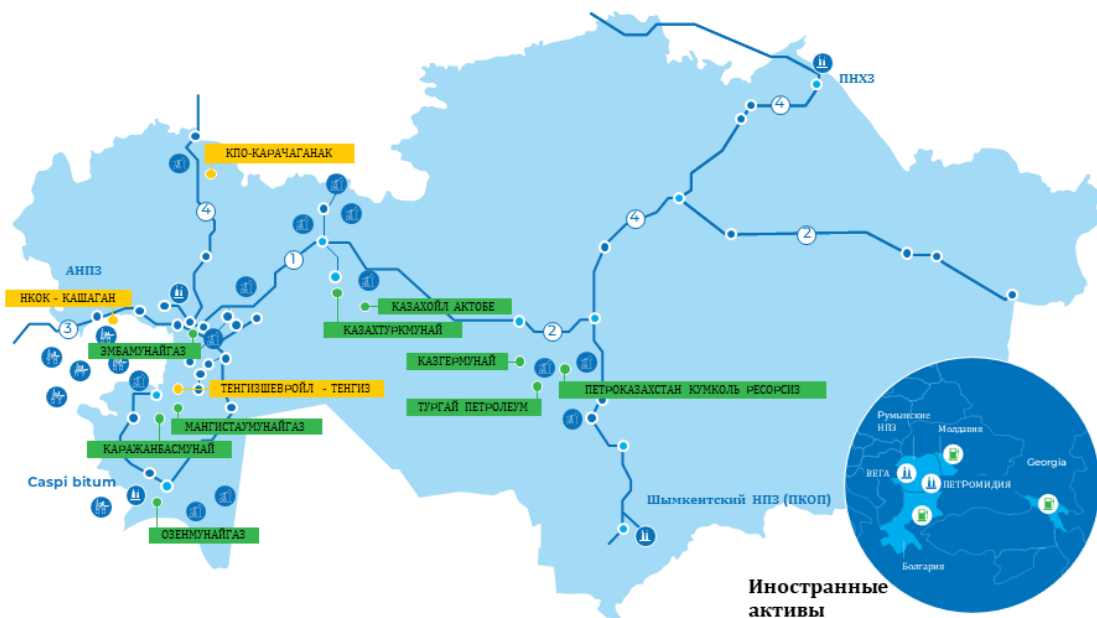 ПНХЗ
4
КПО-КАРАЧАГАНАК
4
4
2
1
АНПЗ
НКОК - КАШАГАН
3
КАЗАХОЙЛ АКТОБЕ
КАЗАХТУРКМУНАЙ
2
ЭМБАМУНАЙГАЗ
КАЗГЕРМУНАЙ
ПЕТРОКАЗАХСТАН КУМКОЛЬ РЕСОРСИЗ
ТЕНГИЗШЕВРОЙЛ - ТЕНГИЗ
ТУРГАЙ ПЕТРОЛЕУМ
МАНГИСТАУМУНАЙГАЗ
КАРАЖАНБАСМУНАЙ
Caspi bitum
ОЗЕНМУНАЙГАЗ
Шымкентский НПЗ (ПКОП)
Румынские
НПЗ
Молдавия
Georgia
ВЕГА
ПЕТРОМИДИЯ
Болгария
Иностранные
активы